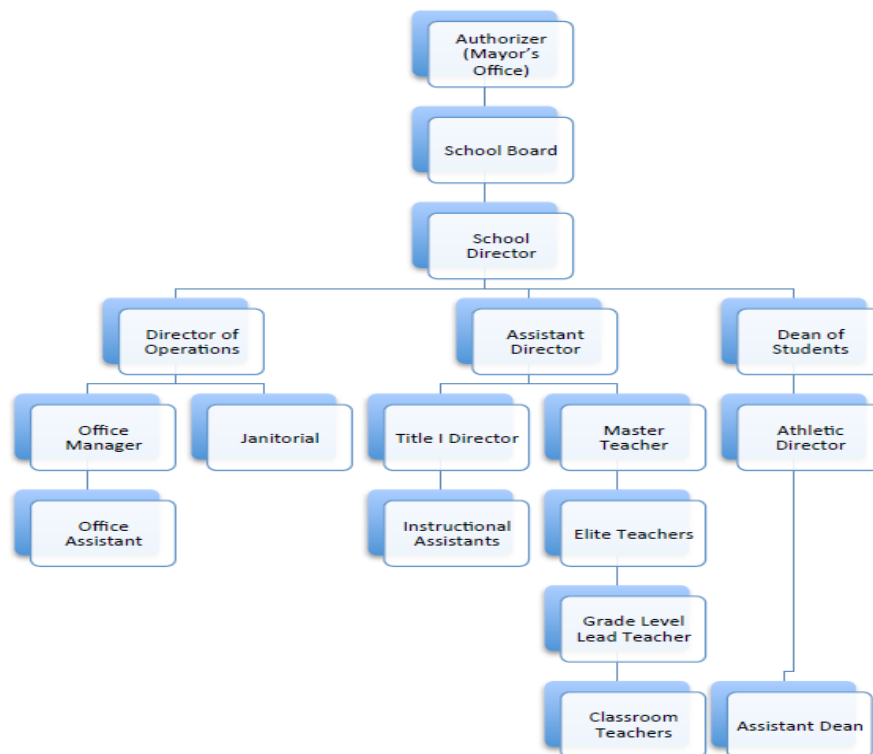 Authorizer
(Mayor's
Office)
School Board
School
Director
Director of
Operations
Assistant
Director
Dean of
Students
Office
Manager
Janitorial
Title I Director
Master
Teacher
Athletic
Director
Office
Assistant
Instructional
Assistants
Elite Teachers
Grade Level
Lead Teacher
Classroom
Teachers
Assistant Dean